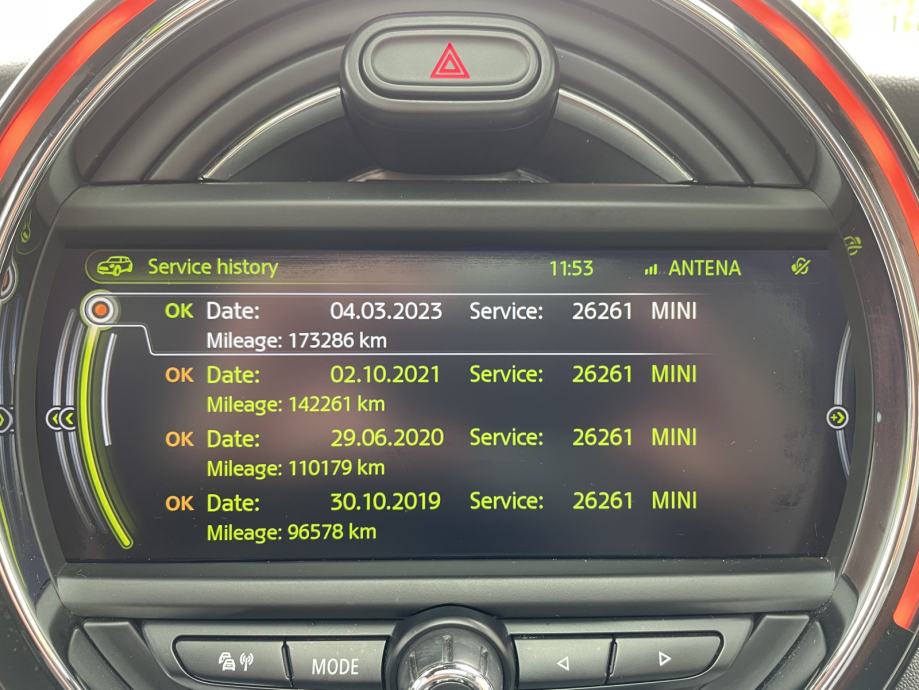 Service history 11:53 ANTENA
OK Date: 04.03.2023 Service: 26261 MINI
Mileage: 173286 km
OK Date: 02.10.2021 Service: 26261 MINI
Mileage: 142261 km
OK Date: 29.06.2020 Service: 26261 MINI
Mileage: 110179 km
OK Date: 30.10.2019 Service: 26261 MINI
Mileage: 96578 km
MODE